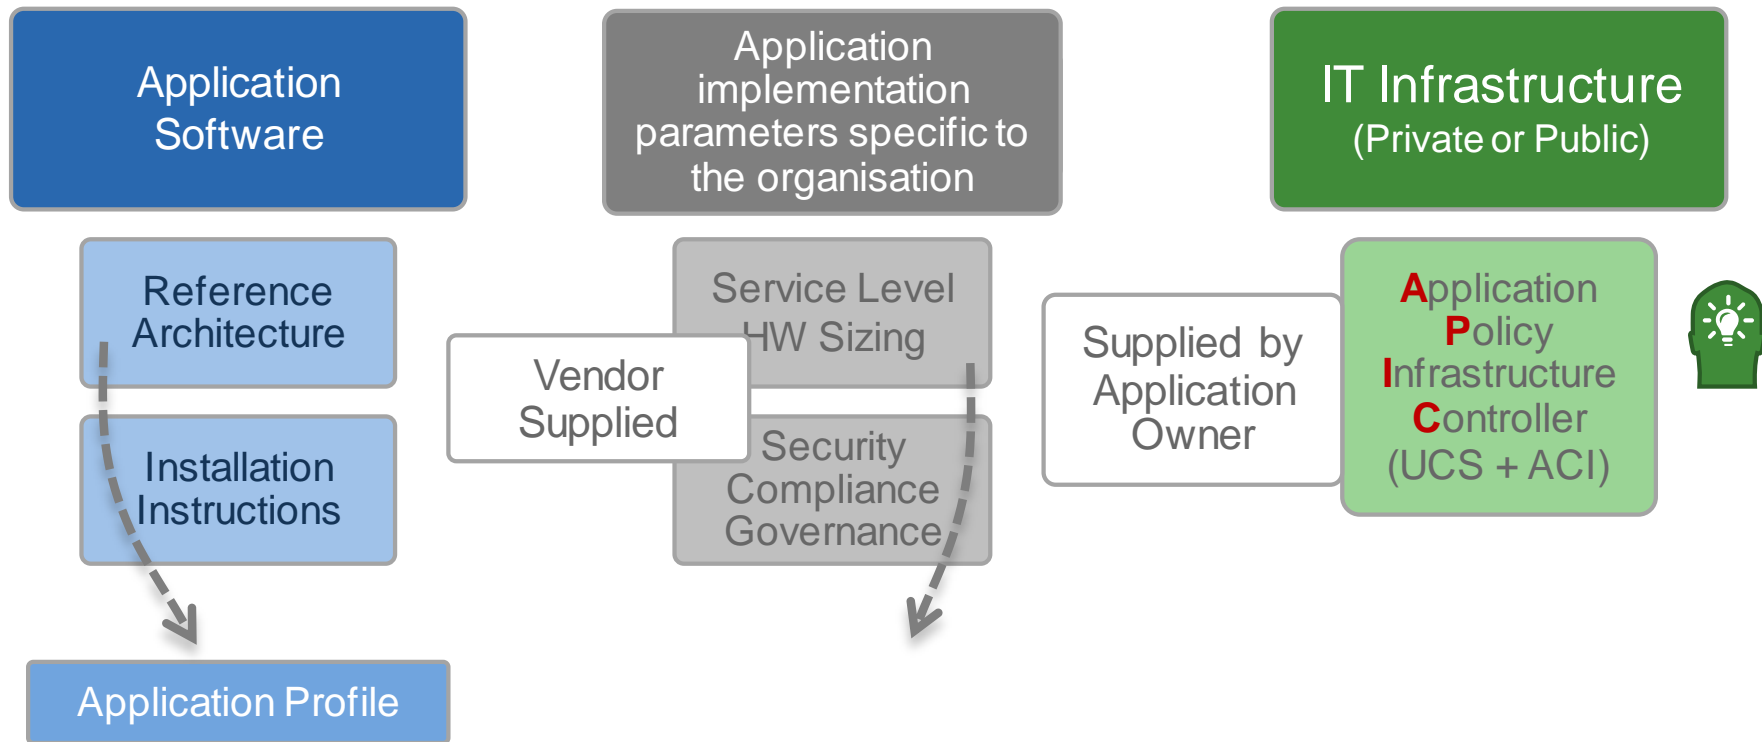 Application
Software
Application
implementation
parameters specific to
the organisation
IT Infrastructure
(Private or Public)
Reference
Architecture
Installation
Instructions
Application Profile
Vendor
Supplied
Service Level
HW Sizing
Security
Compliance
Governance
Supplied by
Application
Owner
Application
Policy
Infrastructure
Controller
(UCS + ACI)